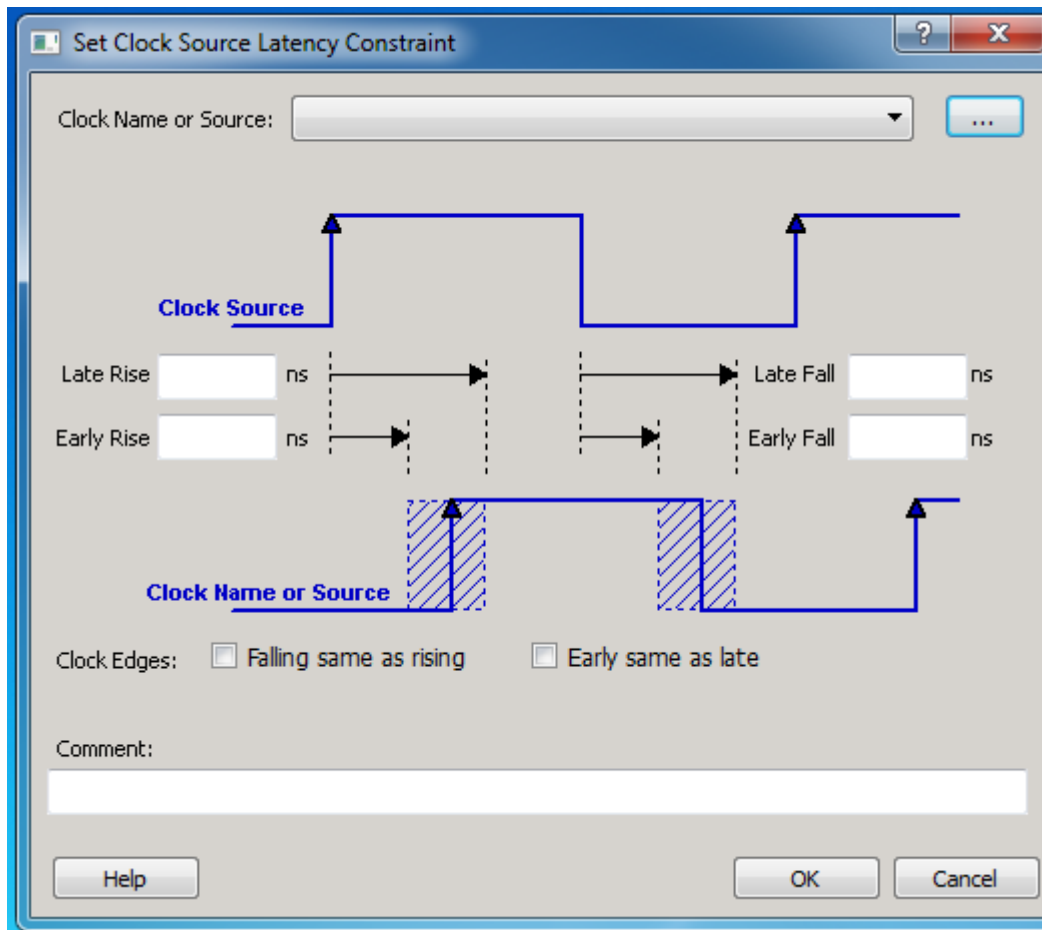 Set Clock Source Latency Constraint
?
Clock Name or Source:
...
Clock Source
Late Rise ns Late Fall ns
Early Rise ns Early Fall ns
Clock Name or Source
Clock Edges: Falling same as rising Early same as late
Comment:
Help OK Cancel